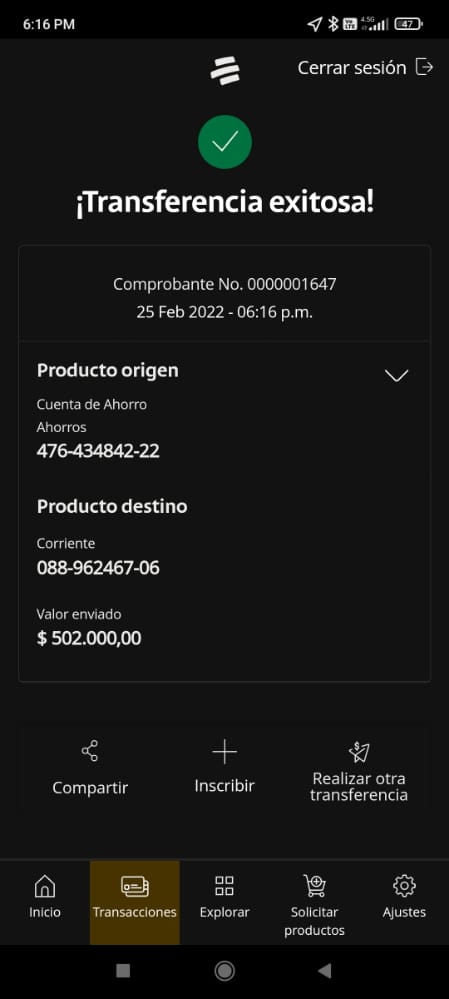 6:16 PM
4.5G
47
Cerrar sesión
¡Transferencia exitosa!
Comprobante No. 0000001647
25 Feb 2022 - 06:16 p.m.
Producto origen
Cuenta de Ahorro
Ahorros
476-434842-22
Producto destino
Corriente
088-962467-06
Valor enviado
$ 502.000,00
Compartir
Inscribir
Realizar otra
transferencia
Inicio
Transacciones
Explorar
Solicitar
productos
Ajustes